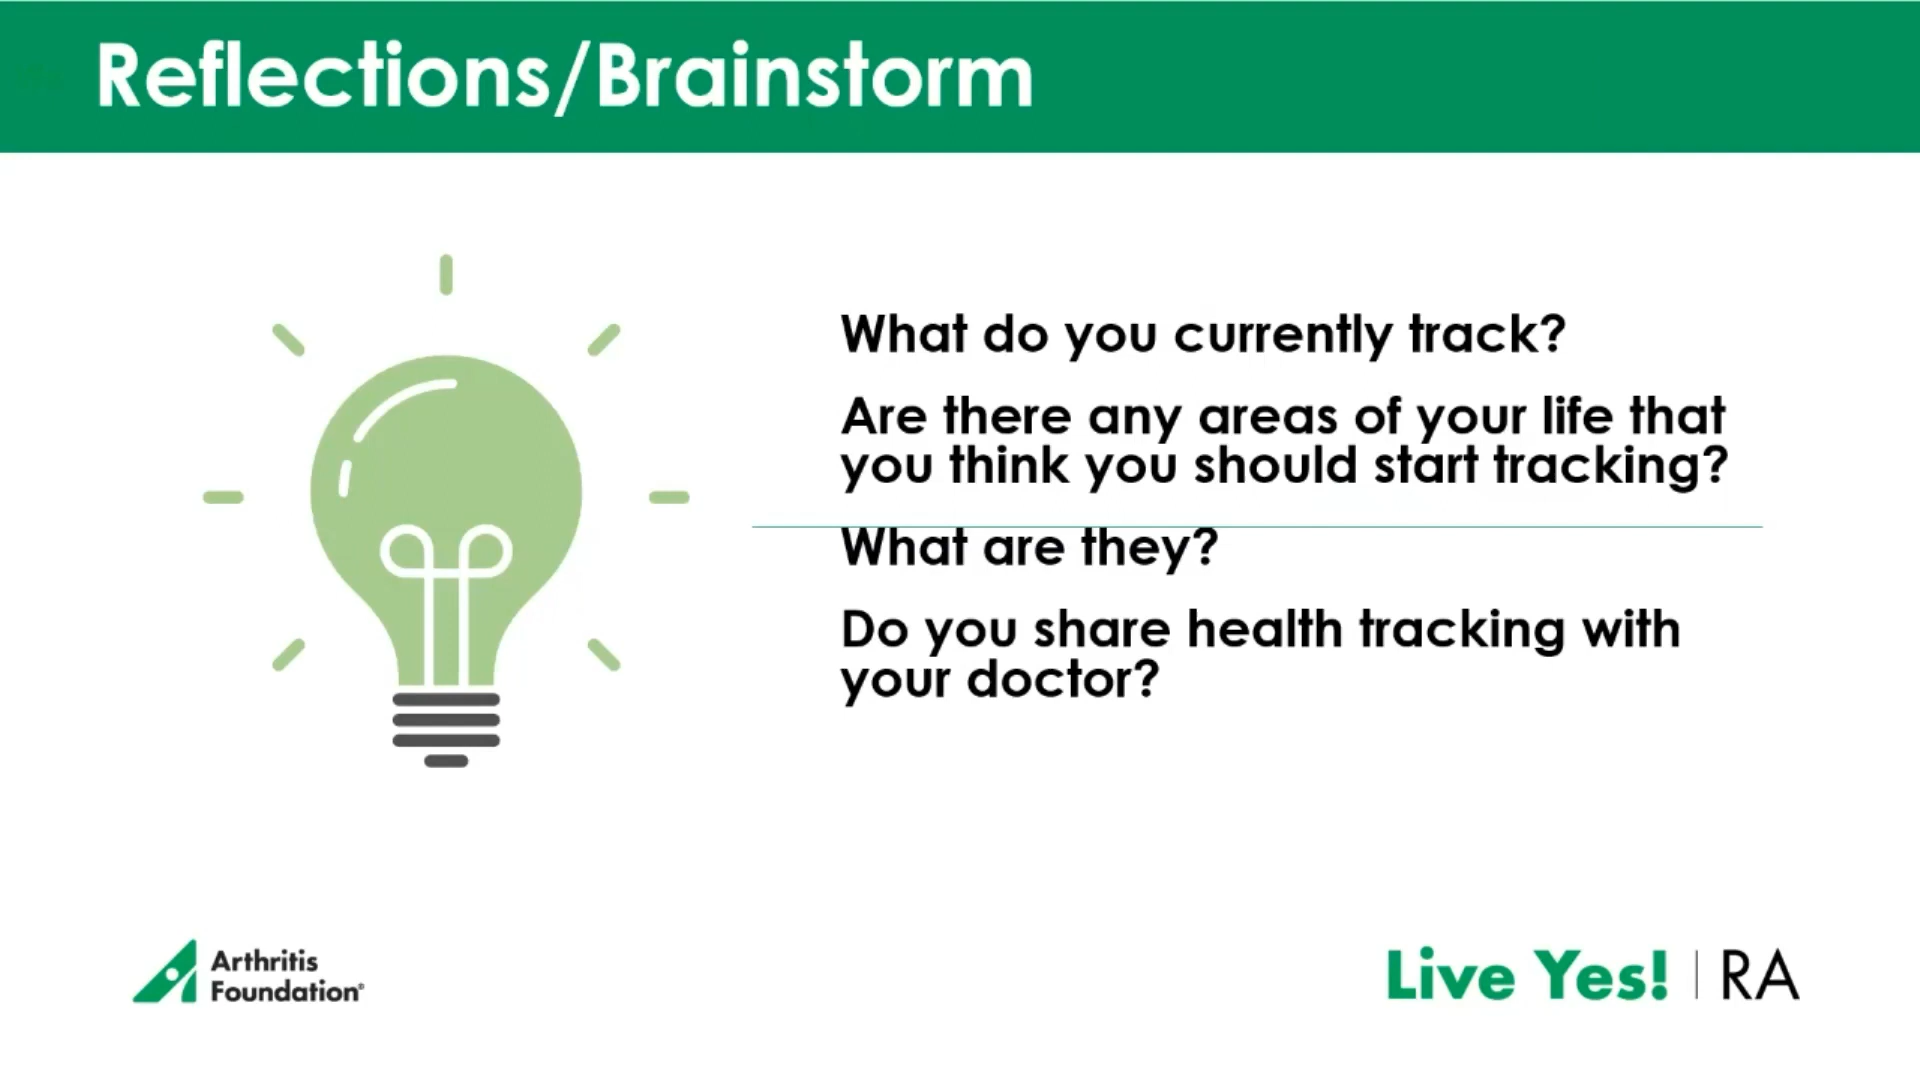 Reflections/Brainstorm
What do you currently track?
Are there any areas of your life that
you think you should start tracking?
What are they?
Do you share health tracking with
your doctor?
Arthritis
Foundation®
Live Yes! | RA